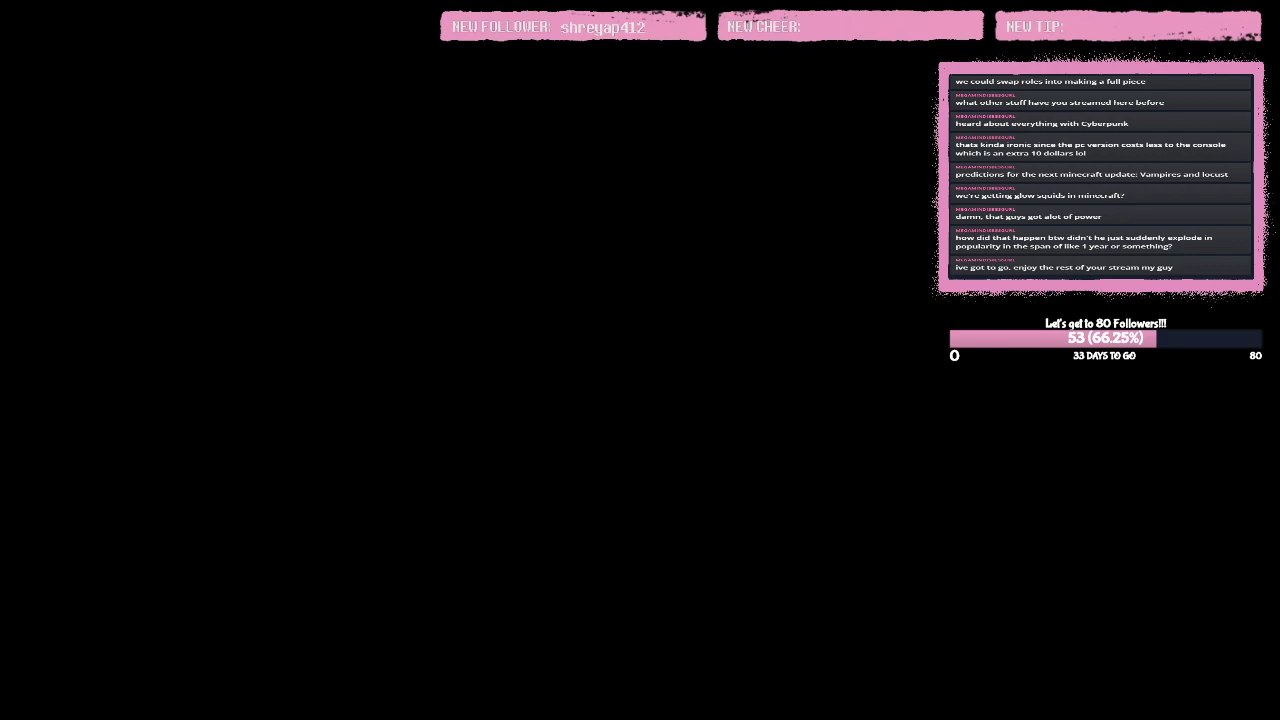 NEW FOLLOWER: shreyap412
NEW CHEER:
NEW TIP:
we could swap roles into making a full piece
what other stuff have you streamed here before
heard about everything with Cyberpunk
thats kinda ironic since the pc version costs less to the console
which is an extra 10 dollars lol
predictions for the next minecraft update: Vampires and locust
we're getting glow squids in minecraft?
damn, that guys got alot of power
how did that happen btw didn't he just suddenly explode in
popularity in the span of like 1 year or something?
ive got to go, enjoy the rest of your stream my guy
Let's get to 80 Followers!!!
53 (66.25%)
0
33 DAYS TO GO
80